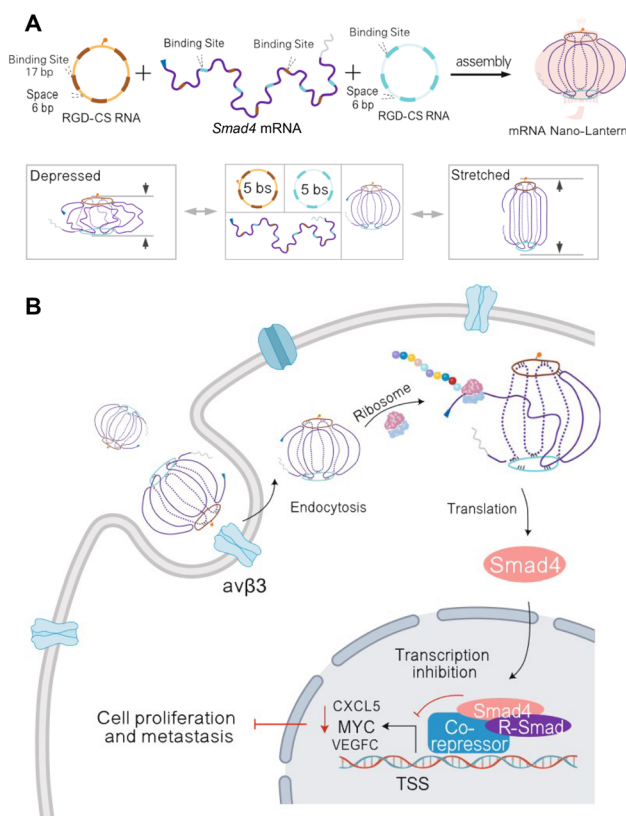 A
Binding Site
17 bp
Space
6 bp
RGD-CS RNA
+
Binding Site
Binding Site
Smad4 mRNA
+
Binding Site
Space
6 bp
RGD-CS RNA
assembly
mRNA Nano-Lantern
Depressed
5 bs
5 bs
Stretched
B
Ribosome
Endocytosis
avβ3
Translation
Smad4
Transcription
inhibition
Cell proliferation
and metastasis
CXCL5
MYC
VEGFC
Smad4
R-Smad
Co-
repressor
TSS